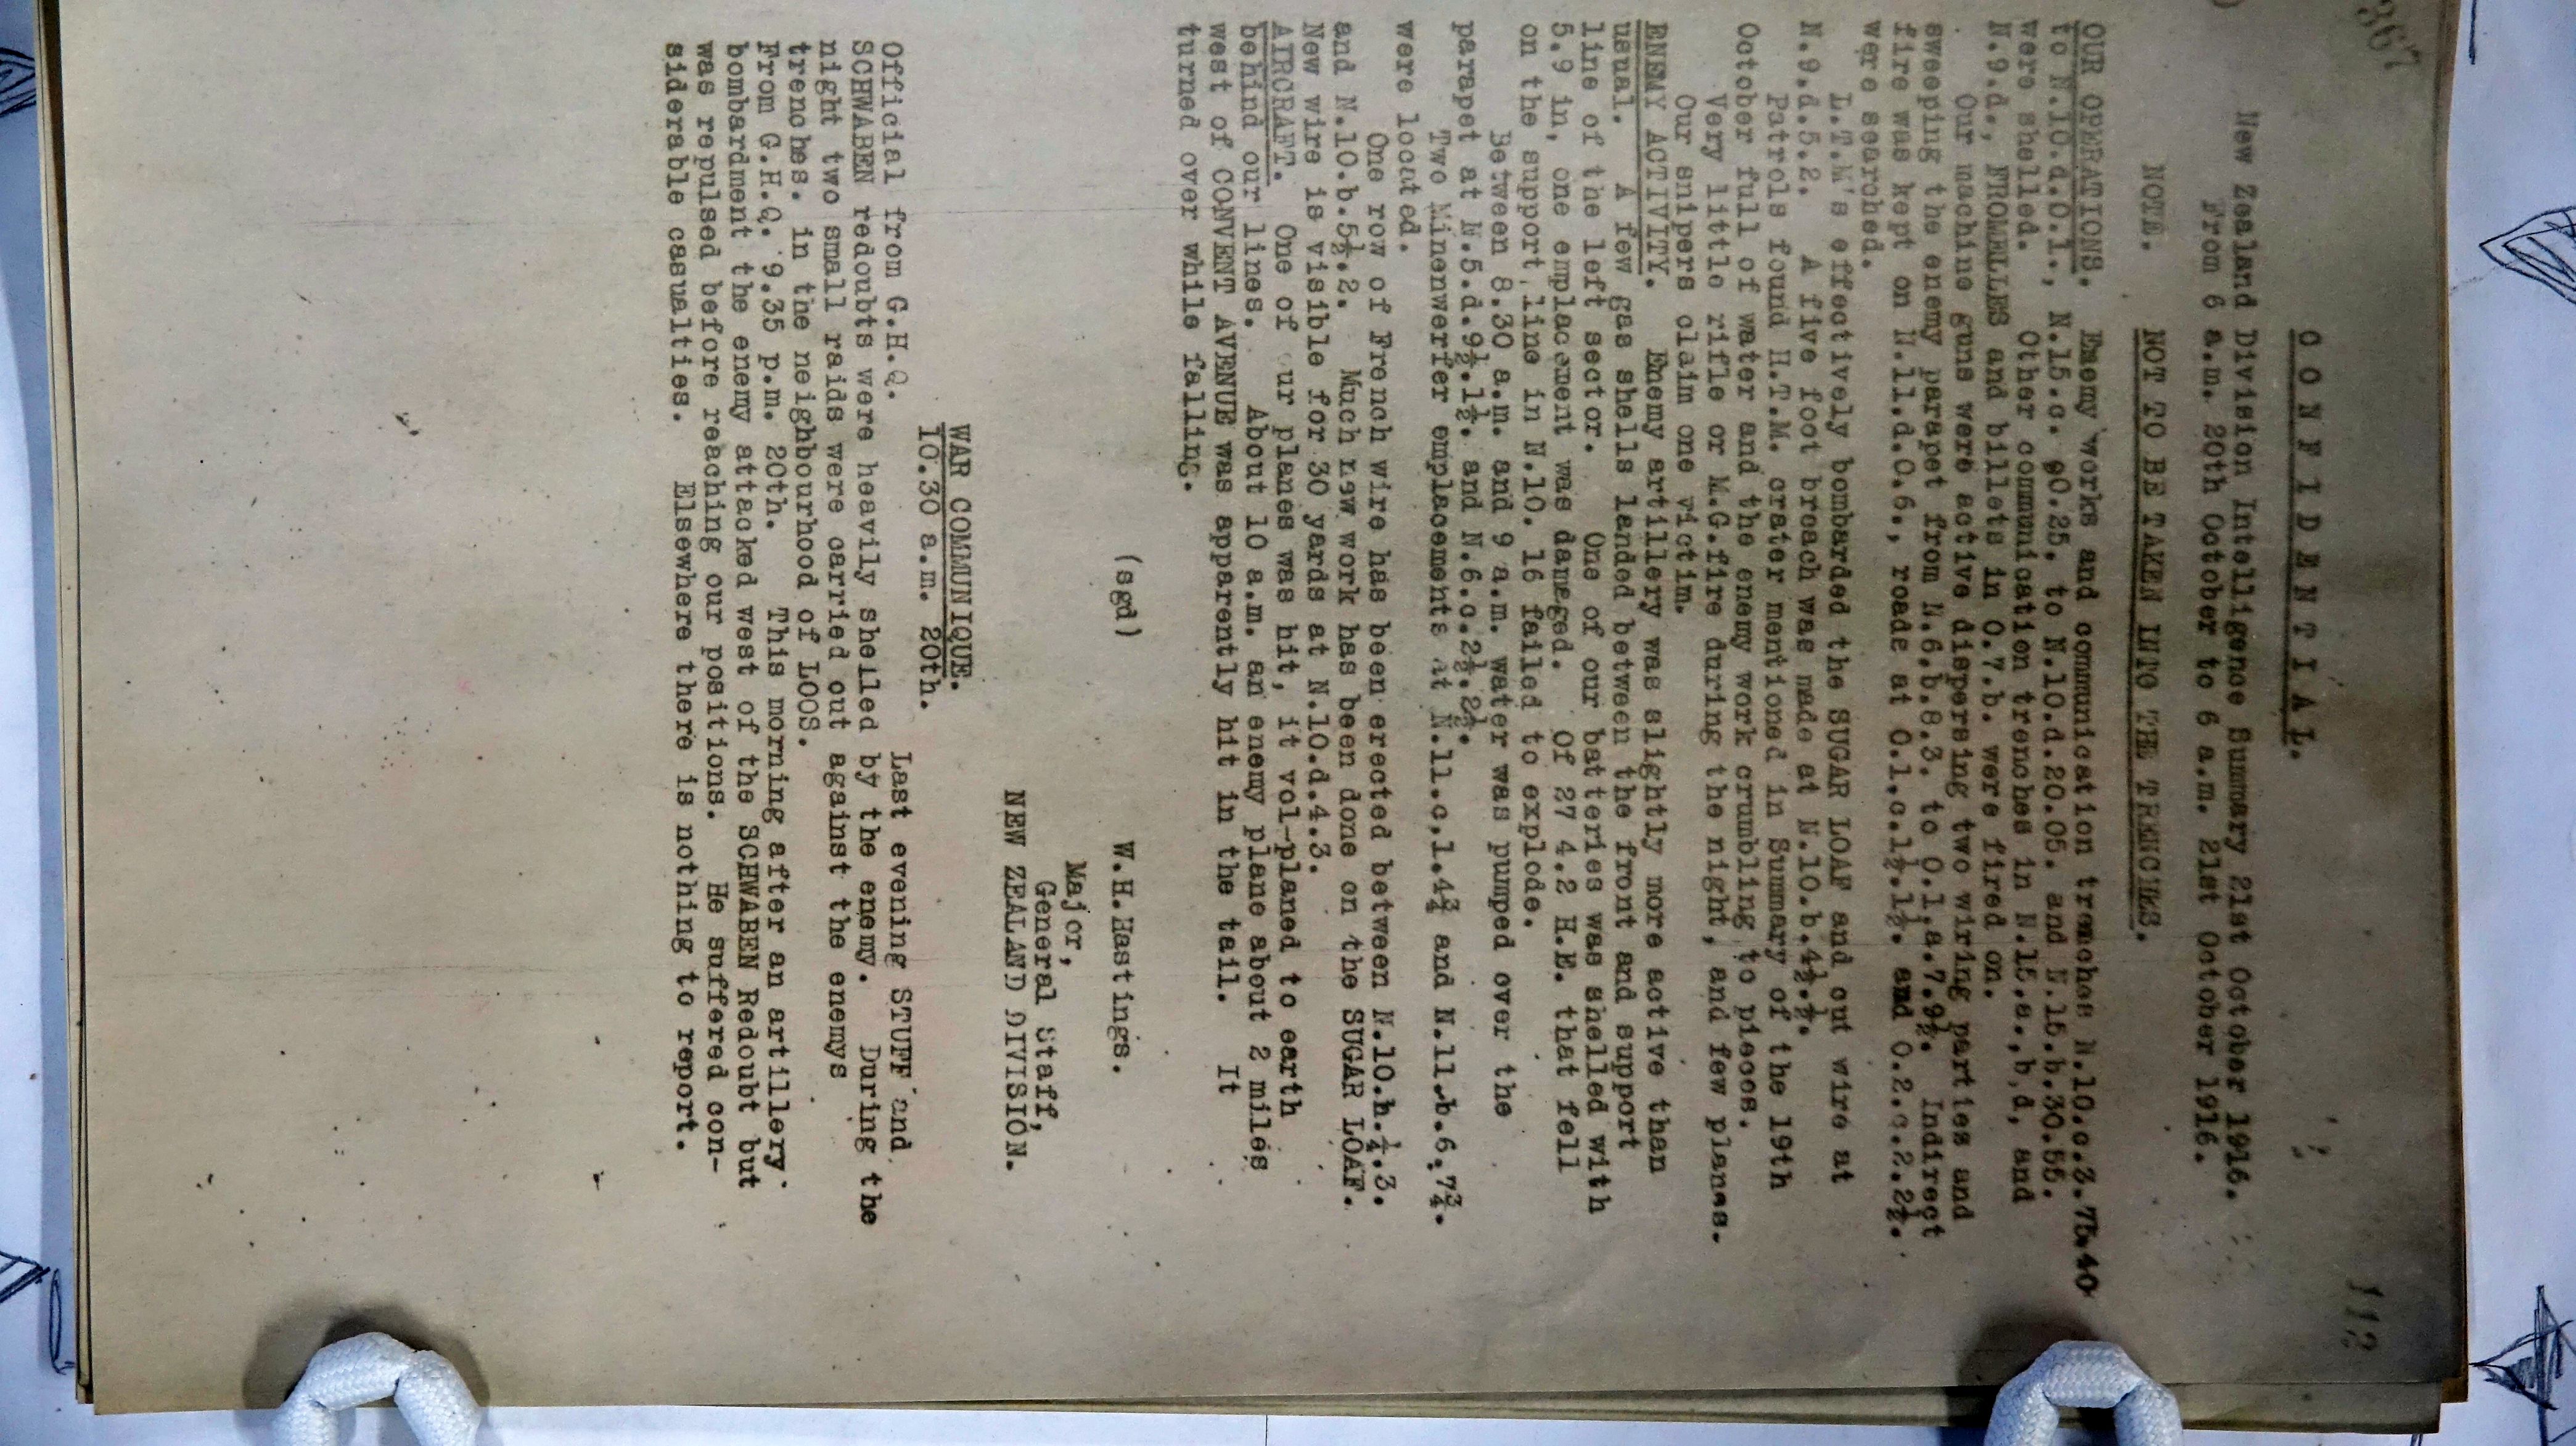 367
112
C O N F I D E N T I A L.
New Zealand Division Intelligence Summary 21st October 1916.
From 6 a.m. 20th October to 6 a.m. 21st October 1916.
NOTE. NOT TO BE TAKEN INTO THE TRENCHES.
OUR OPERATIONS. Enemy works and communication trenches N.10.c.3.75.40
to N.10.d.0.1., N.15.c. 90.25. to N.10.d.20.05. and N.15.b.30.55.
were shelled. Other communication trenches in N.15.a.,b,d, and
N.9.d., FROMELLES and billets in O.7.b. were fired on.
Our machine guns were active dispersing two wiring parties and
sweeping the enemy parapet from N.6.b.8.3. to O.1.a.7.9½. Indirect
fire was kept on N.11.d.0.6., roads at O.1.c.1½.1½. and O.2.c.2.2½.
were searched.
L.T.M's effectively bombarded the SUGAR LOAF and cut wire at
N.9.d.5.2. A five foot breach was made at N.10.b.4½.½.
Patrols found H.T.M. crater mentioned in Summary of the 19th
October full of water and the enemy work crumbling to pieces.
Very little rifle or M.G.fire during the night, and few planes.
Our snipers claim one victim.
ENEMY ACTIVITY. Enemy artillery was slightly more active than
usual. A few gas shells landed between the front and support
line of the left sector. One of our batteries was shelled with
5.9 in, one emplacement was damaged. Of 27 4.2 H.E. that fell
on the support line in N.10. 16 failed to explode.
Between 8.30 a.m. and 9 a.m. water was pumped over the
parapet at N.5.d.9½.1½. and N.6.c.2½.2½.
Two Minenwerfer emplacements at N.11.c.1.4¾ and N.11.b.6.7¾.
were located.
One row of French wire has been erected between N.10.b.¼.3.
and N.10.b.5½.2. Much new work has been done on the SUGAR LOAF.
New wire is visible for 30 yards at N.10.d.4.3.
AIRCRAFT. One of our planes was hit, it vol-planed to earth
behind our lines. About 10 a.m. an enemy plane about 2 miles
west of CONVENT AVENUE was apparently hit in the tail. It
turned over while falling.
(sgd) W.H.Hastings.
Major,
General Staff,
NEW ZEALAND DIVISION.
WAR COMMUNIQUE.
10.30 a.m. 20th.
Official from G.H.Q. Last evening STUFF and
SCHWABEN redoubts were heavily shelled by the enemy. During the
night two small raids were carried out against the enemys
trenches. in the neighbourhood of LOOS.
From G.H.Q. 9.35 p.m. 20th. This morning after an artillery
bombardment the enemy attacked west of the SCHWABEN Redoubt but
was repulsed before reaching our positions. He suffered con-
siderable casualties. Elsewhere there is nothing to report.